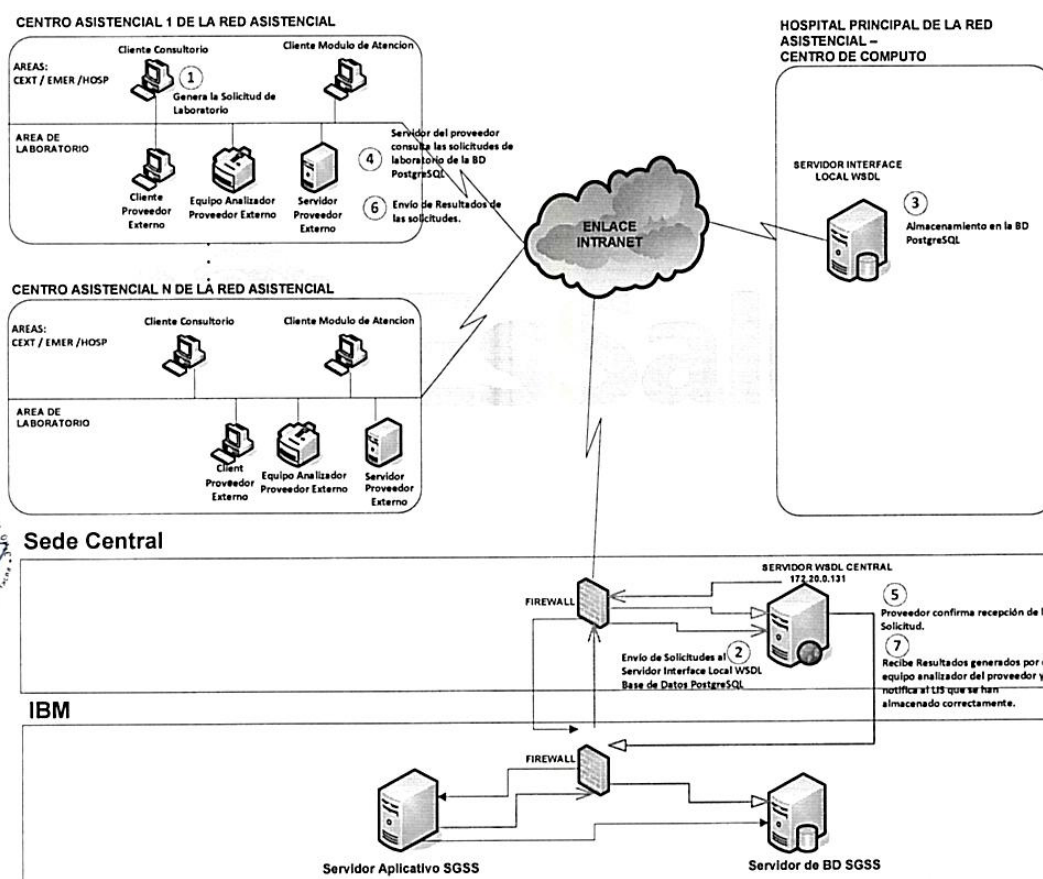 CENTRO ASISTENCIAL 1 DE LA RED ASISTENCIAL
AREAS:
CEXT / EMER /HOSP
Cliente Consultorio
1
Genera la Solicitud de
Laboratorio
Cliente Modulo de Atencion
AREA DE
LABORATORIO
Cliente
Proveedor
Externo
Equipo Analizador
Proveedor Externo
Servidor
Proveedor
Externo
4
Servidor del proveedor
consulta las solicitudes de
laboratorio de la BD
PostgreSQL
6
Envío de Resultados de
las solicitudes.
CENTRO ASISTENCIAL N DE LA RED ASISTENCIAL
AREAS:
CEXT / EMER /HOSP
Cliente Consultorio
Cliente Modulo de Atencion
AREA DE
LABORATORIO
Client
Proveedor
Externo
Equipo Analizador
Proveedor Externo
Servidor
Proveedor
Externo
ENLACE
INTRANET
HOSPITAL PRINCIPAL DE LA RED
ASISTENCIAL –
CENTRO DE COMPUTO
SERVIDOR INTERFACE
LOCAL WSDL
3
Almacenamiento en la BD
PostgreSQL
Sede Central
FIREWALL
SERVIDOR WSDL CENTRAL
172.20.0.131
Envío de Solicitudes al
2
Servidor Interface Local WSDL
Base de Datos PostgreSQL
5
Proveedor confirma recepción de l
Solicitud.
7
Recibe Resultados generados por e
equipo analizador del proveedor y
notifica al LIS que se han
almacenado correctamente.
IBM
FIREWALL
Servidor Aplicativo SGSS
Servidor de BD SGSS